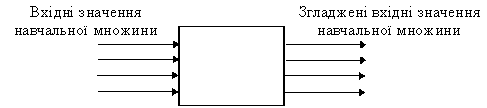 Вхідні значення
навчальної множини
Згладжені вхідні значення
навчальної множини